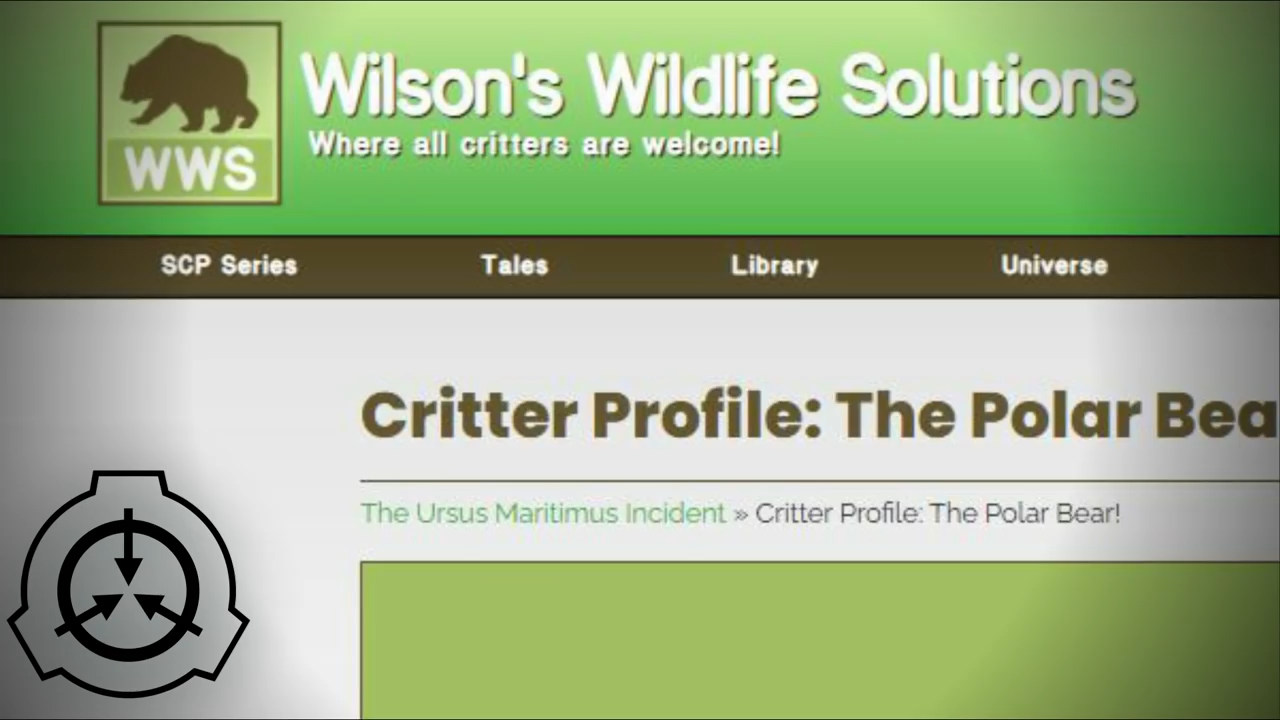 Wilson's Wildlife Solutions
Where all critters are welcome!
WWS
SCP Series Tales Library Universe
Critter Profile: The Polar Bea
The Ursus Maritimus Incident » Critter Profile: The Polar Bear!